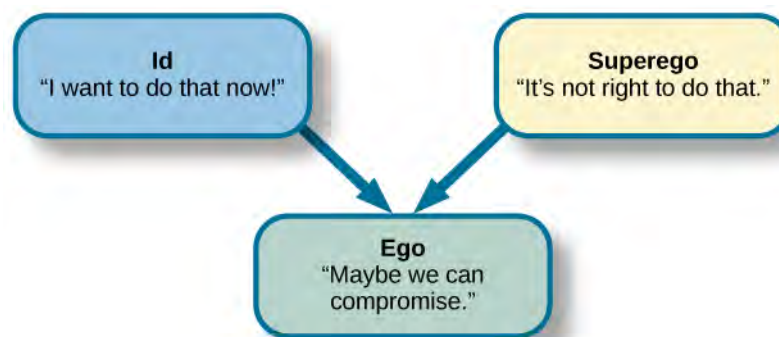 Id
“I want to do that now!”
Superego
“It’s not right to do that.”
Ego
“Maybe we can
compromise.”